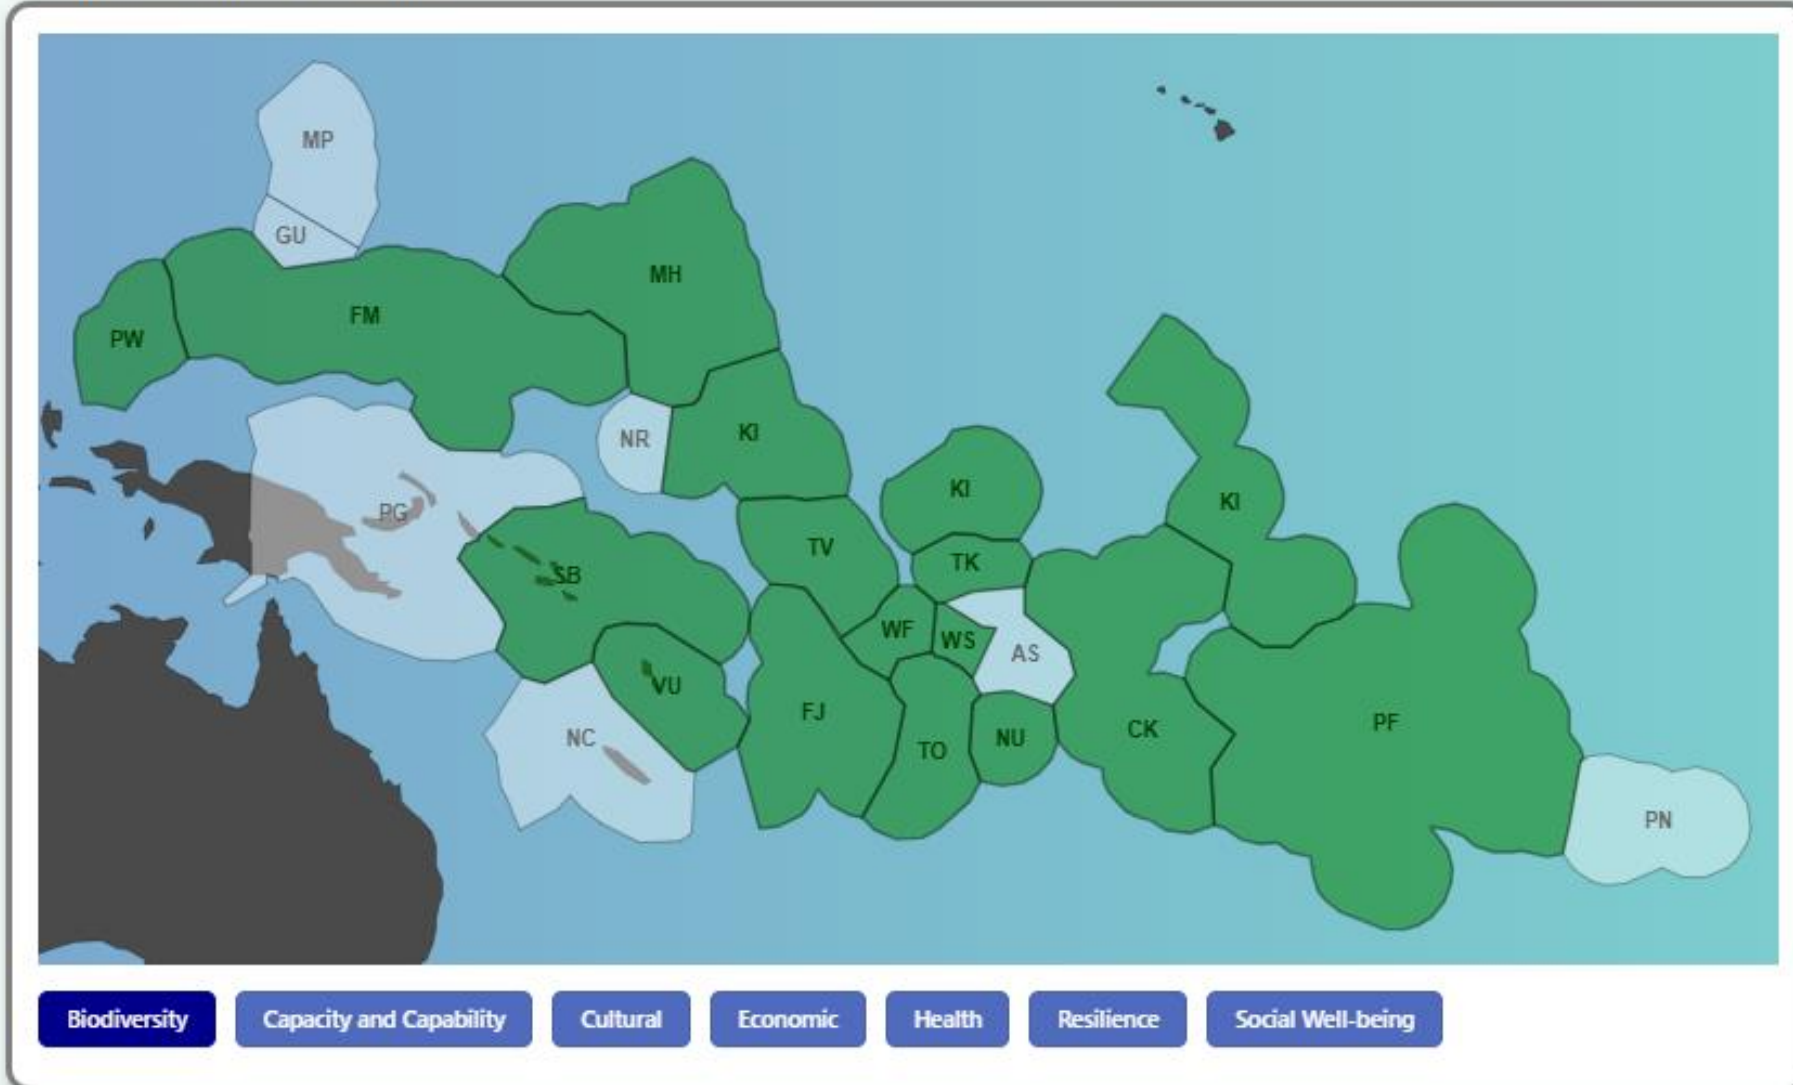 MP
GU
MH
FM
PW
NR
KI
KI
KI
PG
TV
TK
SB
WF
WS
AS
VU
FJ
NC
TO
NU
CK
PF
PN
Biodiversity
Capacity and Capability
Cultural
Economic
Health
Resilience
Social Well-being